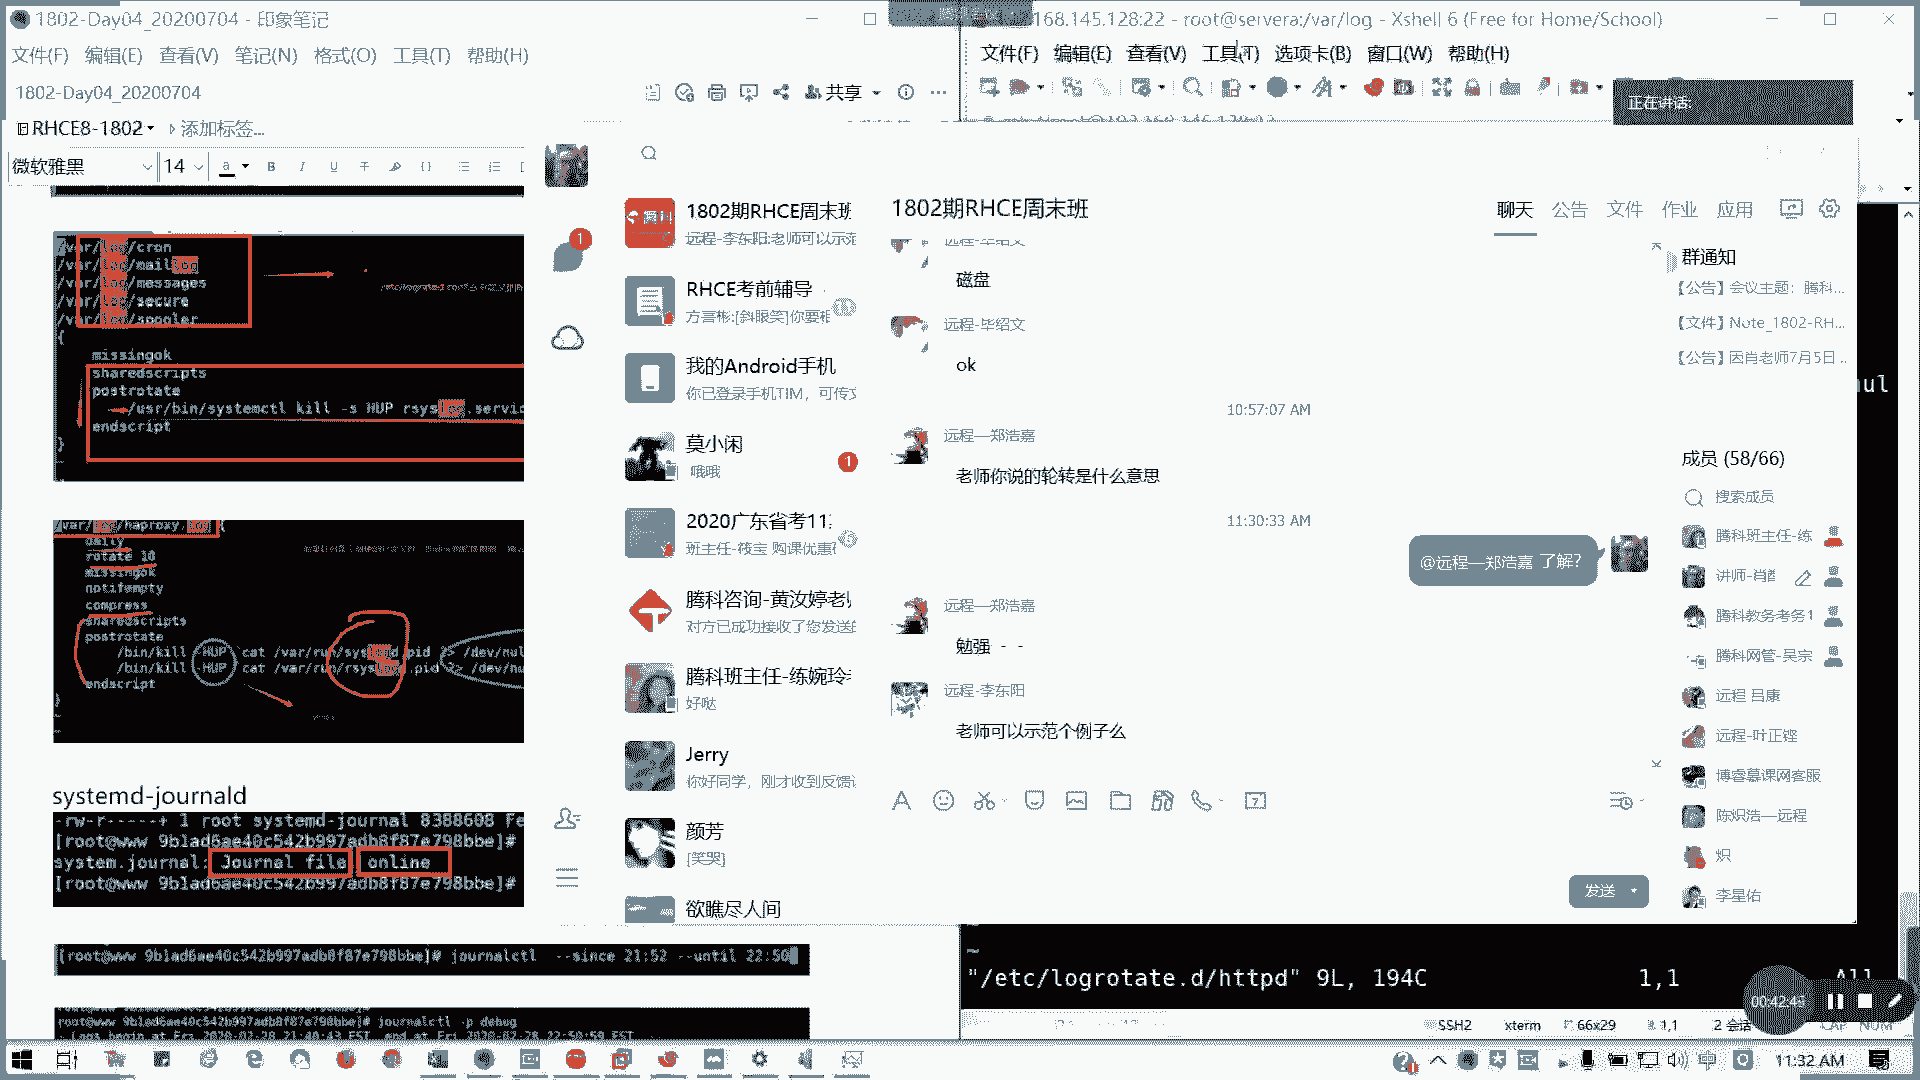 1802-Day04_20200704 - 印象笔记
文件(F) 编辑(E) 查看(V) 笔记(N) 格式(O) 工具(T) 帮助(H)
1802-Day04_20200704
共享
RHCE8-1802
添加标签...
微软雅黑
14
/var/log/cron
/var/log/maillog
/var/log/messages
/var/log/secure
/var/log/spooler
{
missingok
sharedscripts
postrotate
/usr/bin/systemctl kill -s HUP rsyslog.servic
endscript
}
/var/log/haproxy.log {
daily
rotate 10
missingok
notifempty
compress
sharedscripts
postrotate
/bin/kill -HUP `cat /var/run/syslogd.pid 2> /dev/nul
/bin/kill -HUP `cat /var/run/rsyslogd.pid 2> /dev/nu
endscript
}
systemd-journald
-rw-r-----+ 1 root systemd-journal 8388608 Fe
[root@www 9b1ad6ae40c542b997adb8f87e798bbe]#
system.journal: Journal file online
[root@www 9b1ad6ae40c542b997adb8f87e798bbe]#
[root@www 9b1ad6ae40c542b997adb8f87e798bbe]# journalctl --since 21:52 --until 22:50
[root@www 9b1ad6ae40c542b997adb8f87e798bbe]# journalctl -p debug
168.145.128:22 - root@servera:/var/log - Xshell 6 (Free for Home/School)
文件(F) 编辑(E) 查看(V) 工具(T) 选项卡(B) 窗口(W) 帮助(H)
正在讲话:
1
1802期RHCE周末班
远程-李东阳:老师可以示范
RHCE考前辅导
方喜彬:[斜眼笑]你要相
我的Android手机
你已登录手机TIM，可传文
莫小闲
哦哦
1
2020广东省考11
班主任-筱宝 购课优惠
腾科咨询-黄汝婷老师
对方已成功接收了您发送的
腾科班主任-练婉玲老
好哒
Jerry
你好同学，刚才收到反馈
颜芳
[笑哭]
欲瞧尽人间
1802期RHCE周末班
聊天 公告 文件 作业 应用
远程-毕绍文
磁盘
远程-毕绍文
ok
10:57:07 AM
远程—郑浩嘉
老师你说的轮转是什么意思
11:30:33 AM
@远程—郑浩嘉 了解?
远程—郑浩嘉
勉强 - -
远程-李东阳
老师可以示范个例子么
发送
群通知
【公告】会议主题：腾科...
【文件】Note_1802-RH...
【公告】因肖老师7月5日 ..
成员 (58/66)
搜索成员
腾科班主任-练
讲师-肖
腾科教务考务1
腾科网管-吴宗
远程 吕康
远程-叶正铿
博睿慕课网客服
陈炽浩—远程
炽
李星佑
nul
~
~
"/etc/logrotate.d/httpd" 9L, 194C 1,1 All
00:42:4
SSH2 xterm 66x29 1,1 2 会话 CAP NUM
11:32 AM